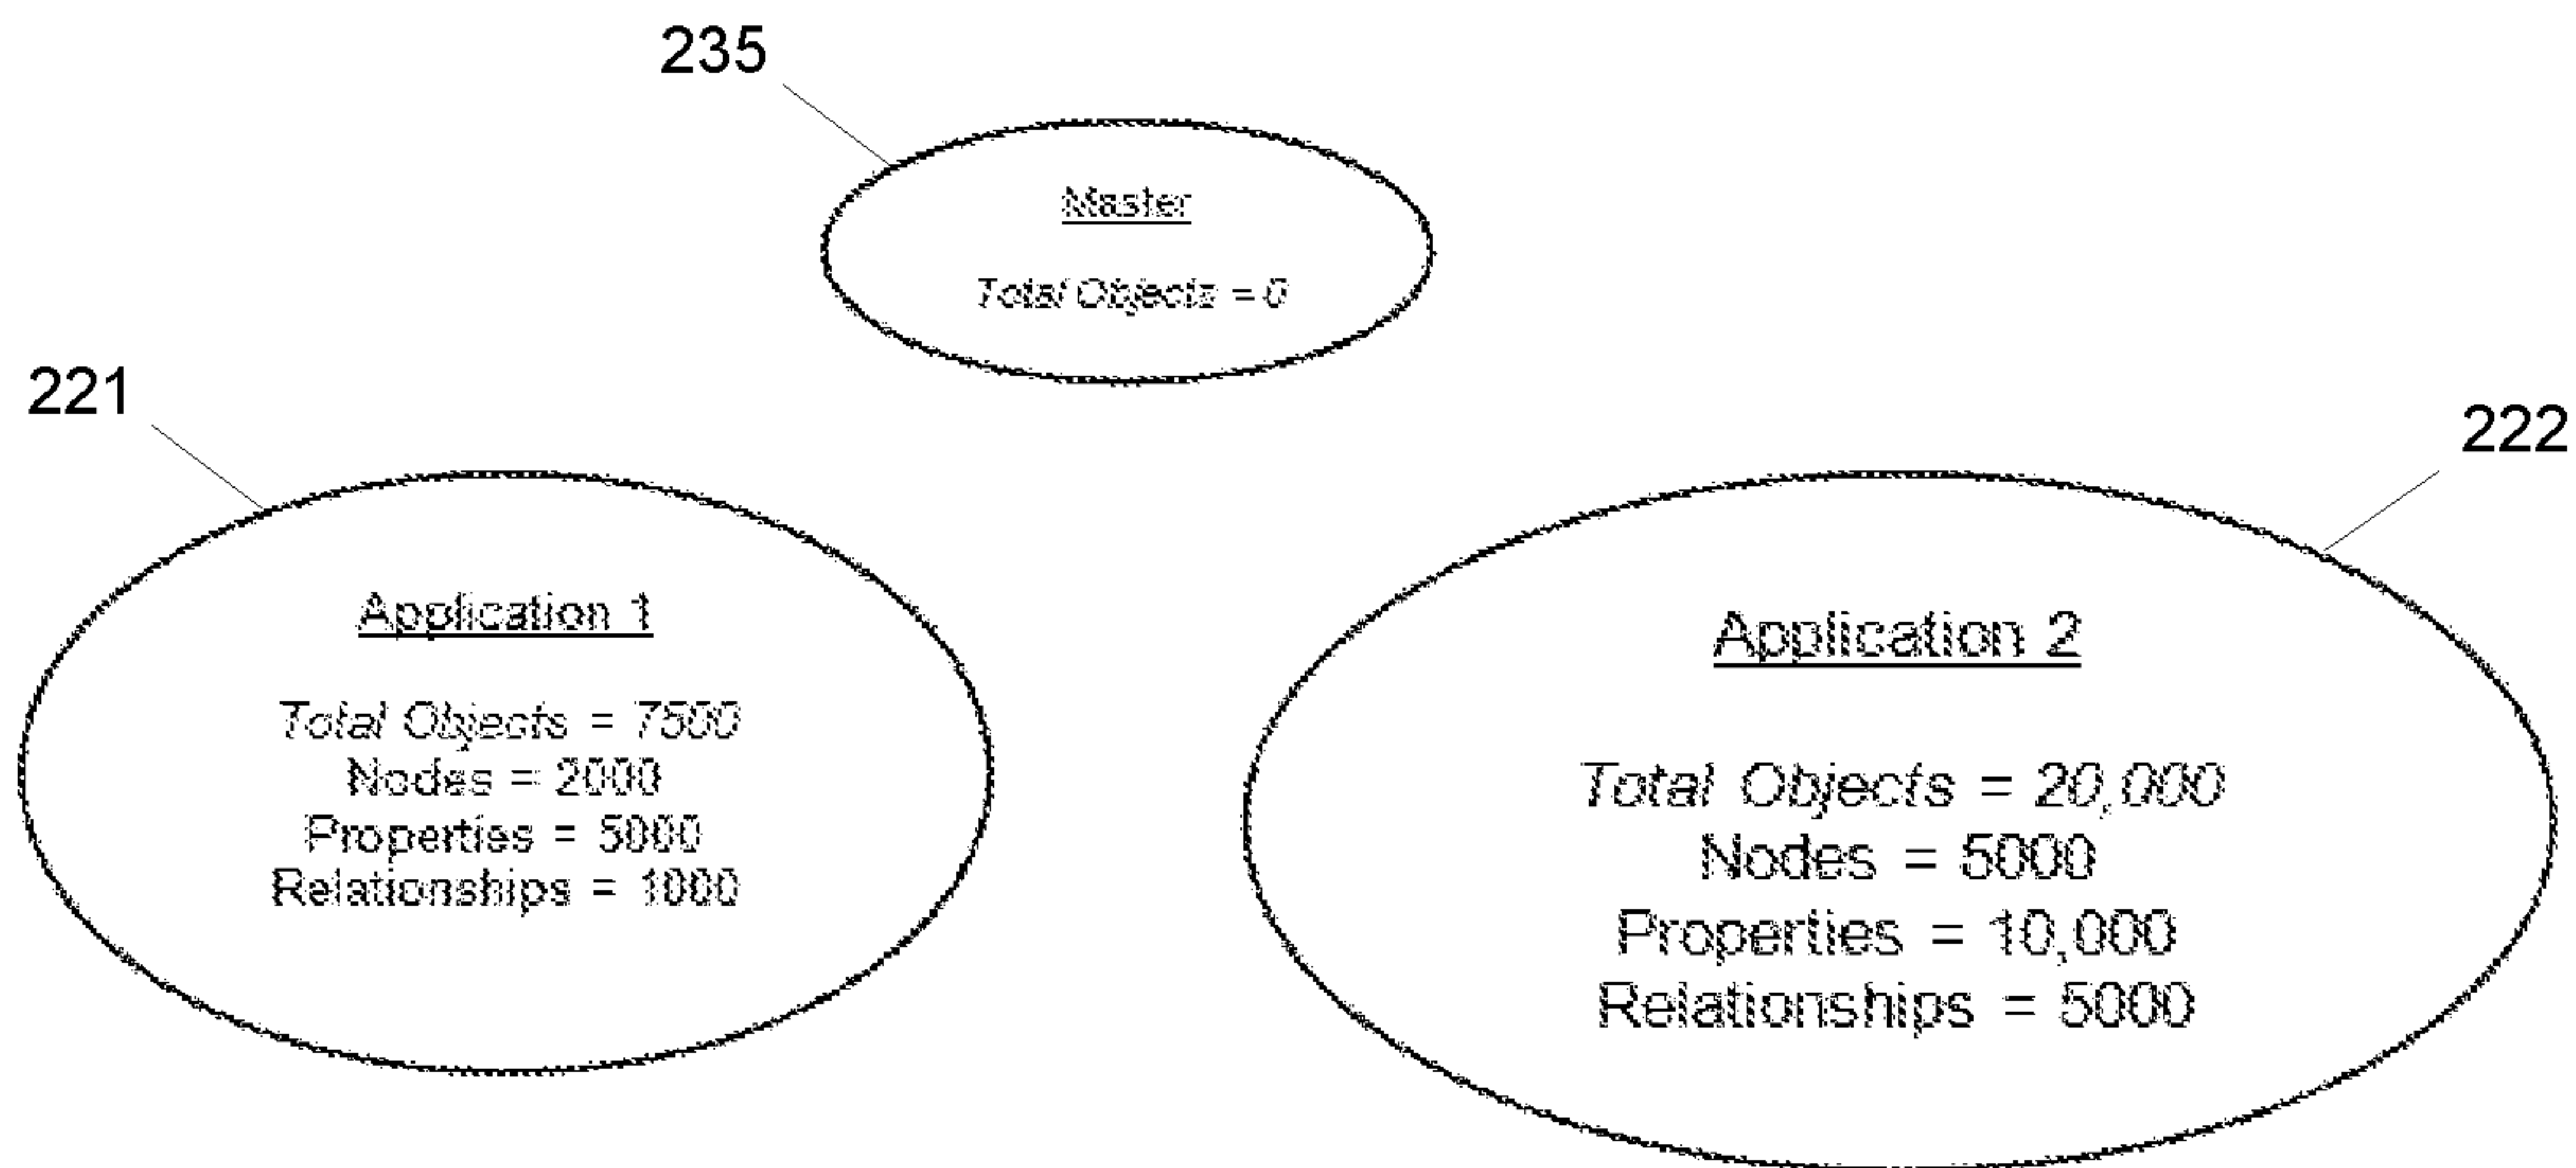 235
Master
Total Objects = 0
221
222
Application 1
Total Objects = 7500
Nodes = 2000
Properties = 5000
Relationships = 1000
Application 2
Total Objects = 20,000
Nodes = 5000
Properties = 10,000
Relationships = 5000